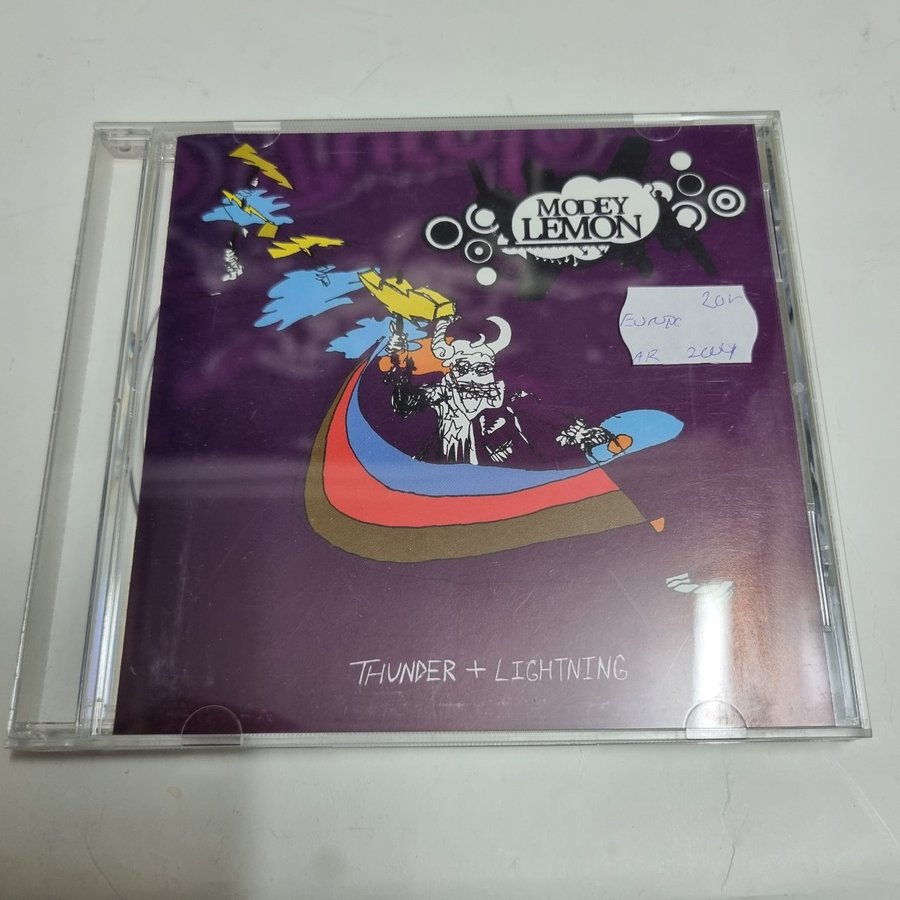 MODEY
LEMON
20:-
EUROPE
AR 2004
THUNDER + LIGHTNING